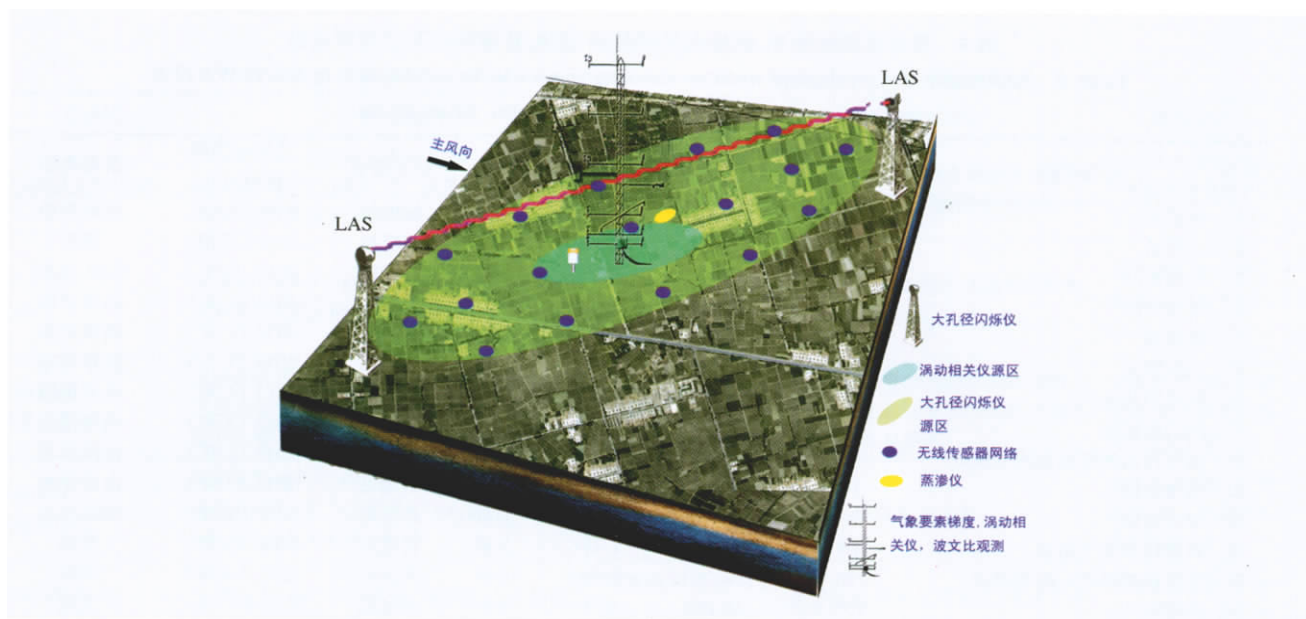 LAS
主风向
LAS
大孔径闪烁仪
涡动相关仪源区
大孔径闪烁仪
源区
无线传感器网络
蒸渗仪
气象要素梯度,涡动相
关仪，波文比观测